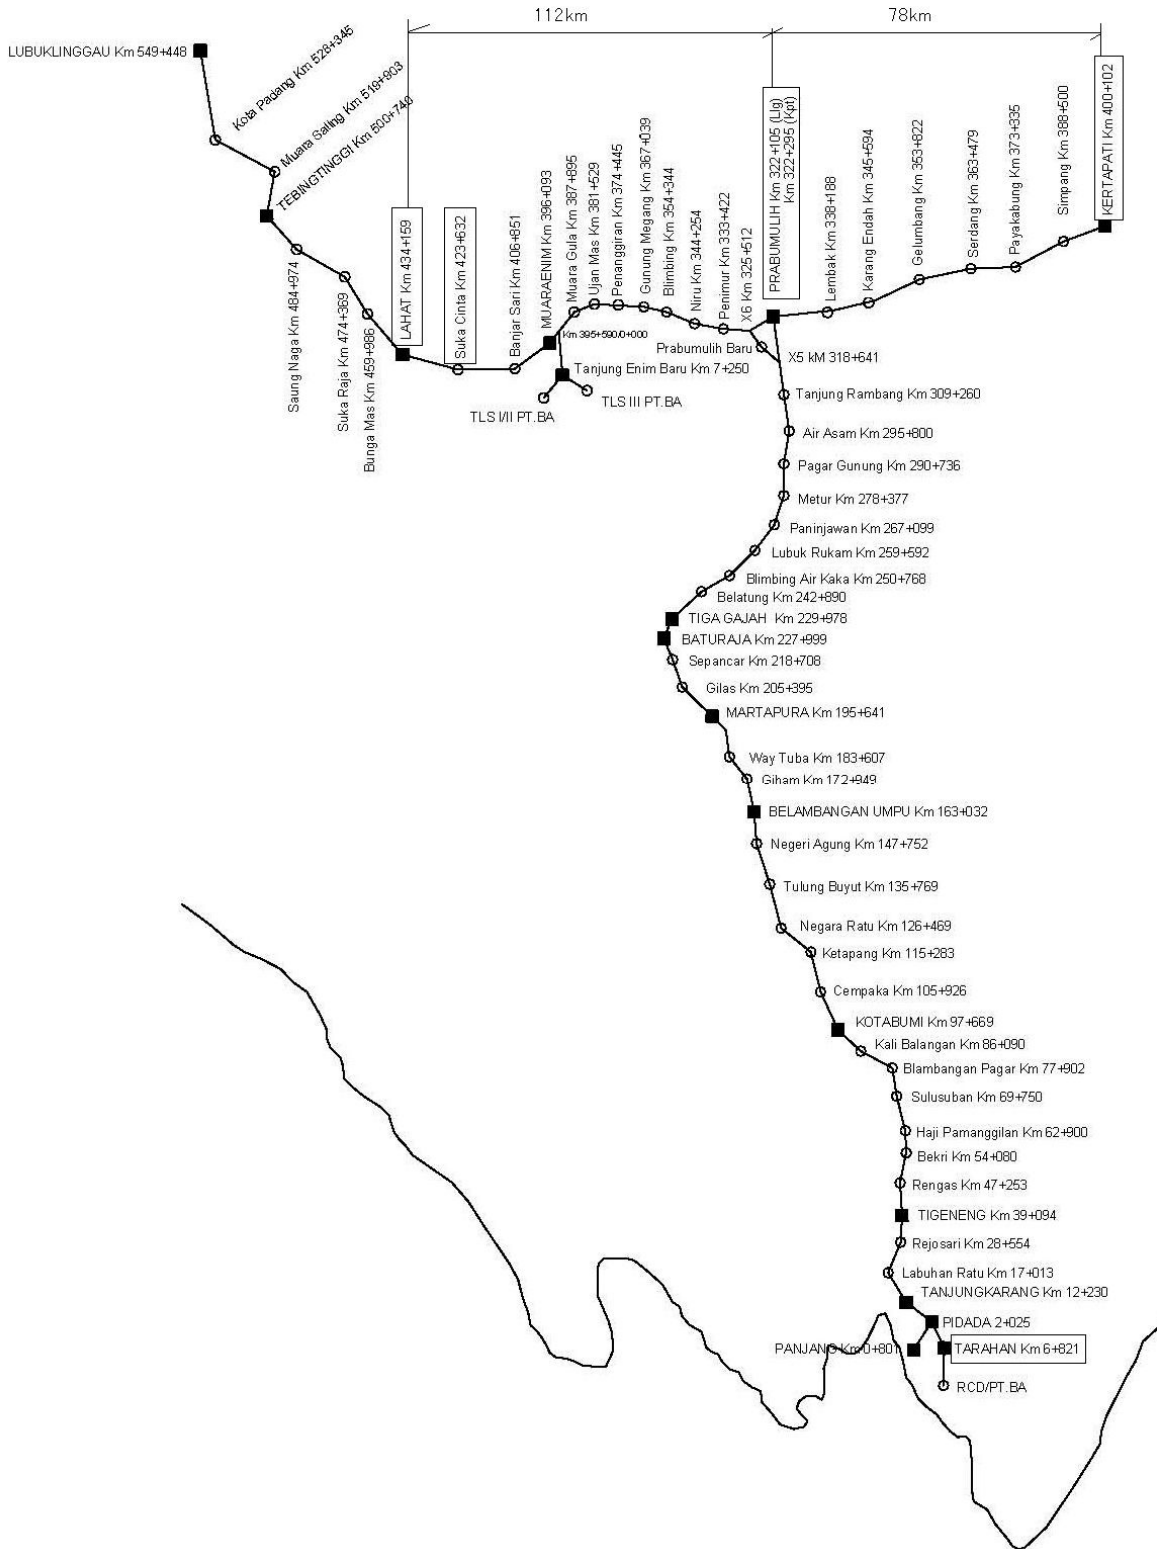 112km
78km
LUBUKLINGGAU Km 549+448
Kota Padang Km 528+345
Muara Saling Km 519+903
TEBINGTINGGI Km 500+740
Saung Naga Km 484+974
Suka Raja Km 474+369
Bunga Mas Km 459+986
LAHAT Km 434+159
Suka Cinta Km 423+632
Banjar Sari Km 406+851
MUARAENIM Km 396+093
Muara Gula Km 387+895
Ujan Mas Km 381+529
Penanggiran Km 374+445
Gunung Megang Km 367+039
Blimbing Km 354+344
Niru Km 344+254
Penimur Km 333+422
X6 Km 325+512
PRABUMULIH Km 322+105 (Llg)
Km 322+295 (Kpt)
Lembak Km 338+188
Karang Endah Km 345+594
Gelumbang Km 353+822
Serdang Km 363+479
Payakabung Km 373+335
Simpang Km 388+500
KERTAPATI Km 400+102
Km 395+590/0+000
Prabumulih Baru
X5 kM 318+641
Tanjung Enim Baru Km 7+250
TLS I/II PT.BA
TLS III PT.BA
Tanjung Rambang Km 309+260
Air Asam Km 295+800
Pagar Gunung Km 290+736
Metur Km 278+377
Paninjawan Km 267+099
Lubuk Rukam Km 259+592
Blimbing Air Kaka Km 250+768
Belatung Km 242+890
TIGA GAJAH Km 229+978
BATURAJA Km 227+999
Sepancar Km 218+708
Gilas Km 205+395
MARTAPURA Km 195+641
Way Tuba Km 183+607
Giham Km 172+949
BELAMBANGAN UMPU Km 163+032
Negeri Agung Km 147+752
Tulung Buyut Km 135+769
Negara Ratu Km 126+469
Ketapang Km 115+283
Cempaka Km 105+926
KOTABUMI Km 97+669
Kali Balangan Km 86+090
Blambangan Pagar Km 77+902
Sulusuban Km 69+750
Haji Pamanggilan Km 62+900
Bekri Km 54+080
Rengas Km 47+253
TIGENENG Km 39+094
Rejosari Km 28+554
Labuhan Ratu Km 17+013
TANJUNGKARANG Km 12+230
PIDADA 2+025
PANJANG Km 0+801
TARAHAN Km 6+821
RCD/PT.BA